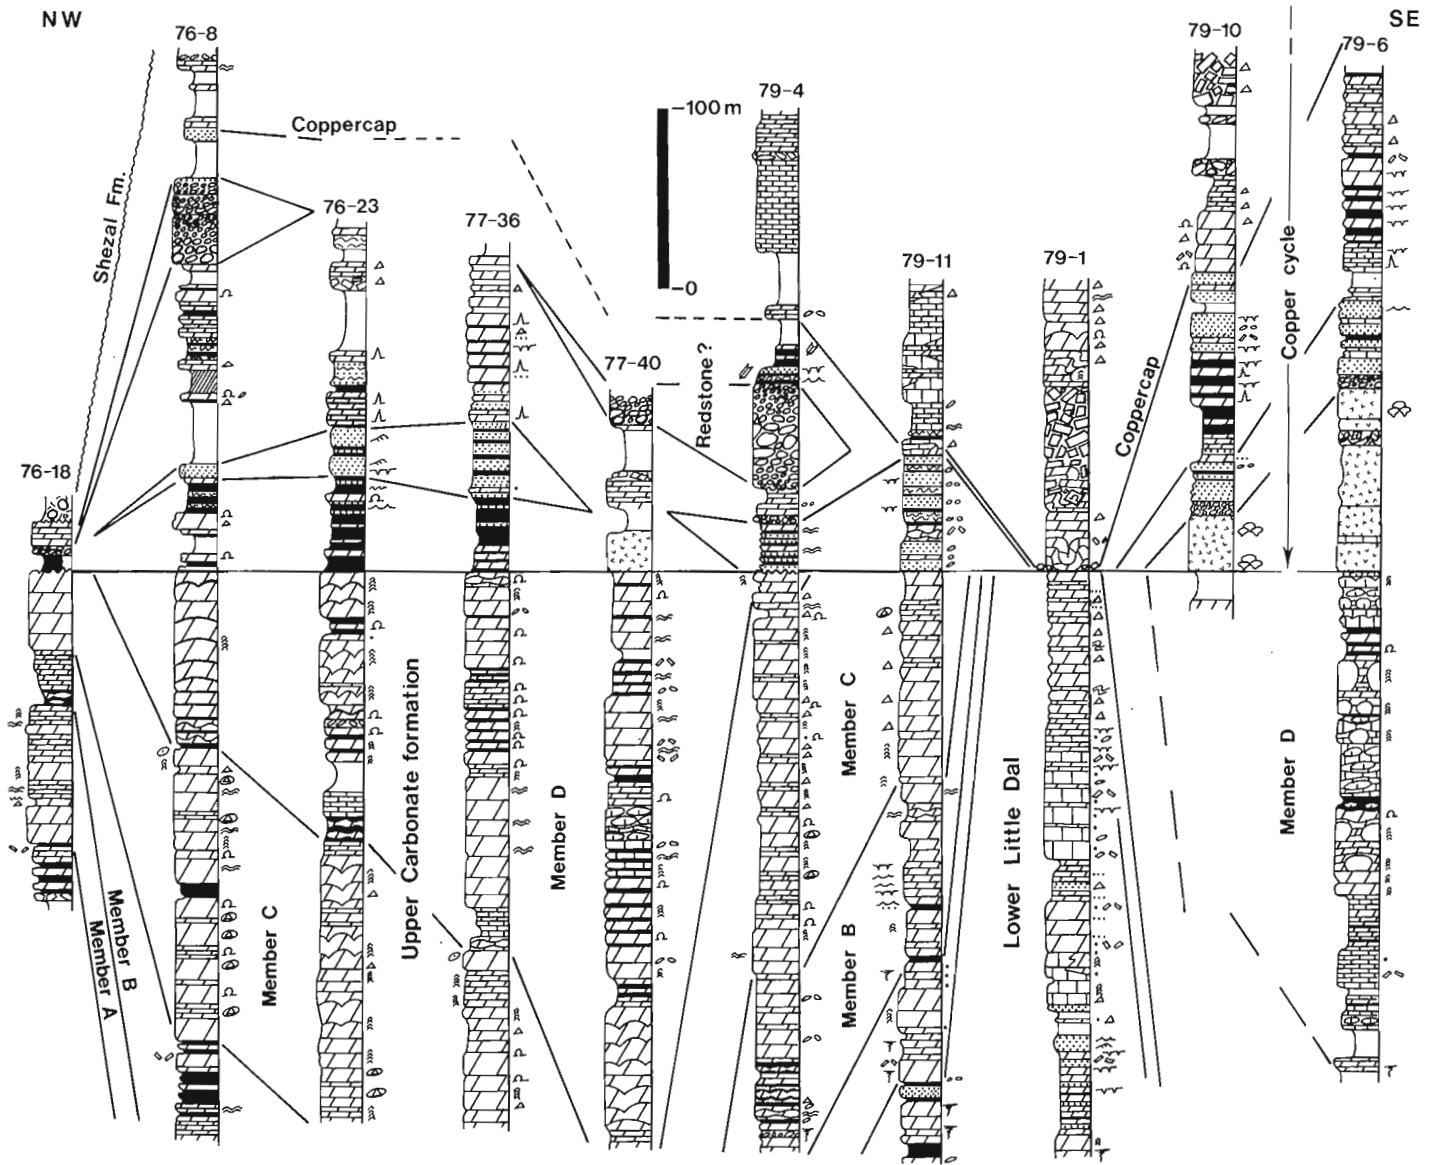 NW
SE
76-8
79-10
79-6
79-4
-100 m
Coppercap
Shezal Fm.
76-23
77-36
Copper cycle
79-11
79-1
-0
77-40
Redstone?
Coppercap
76-18
Upper Carbonate formation
Member C
Member D
Member D
Lower Little Dal
Member B
Member A
Member C
Member B